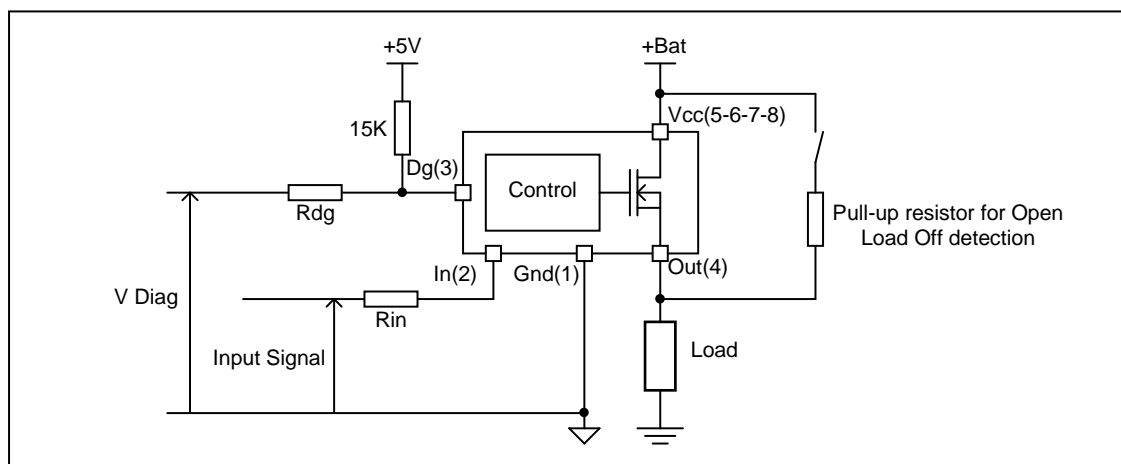 +5V
+Bat
15K
Vcc(5-6-7-8)
Dg(3)
Control
Rdg
Pull-up resistor for Open
Load Off detection
In(2)
Gnd(1)
Out(4)
V Diag
Rin
Input Signal
Load